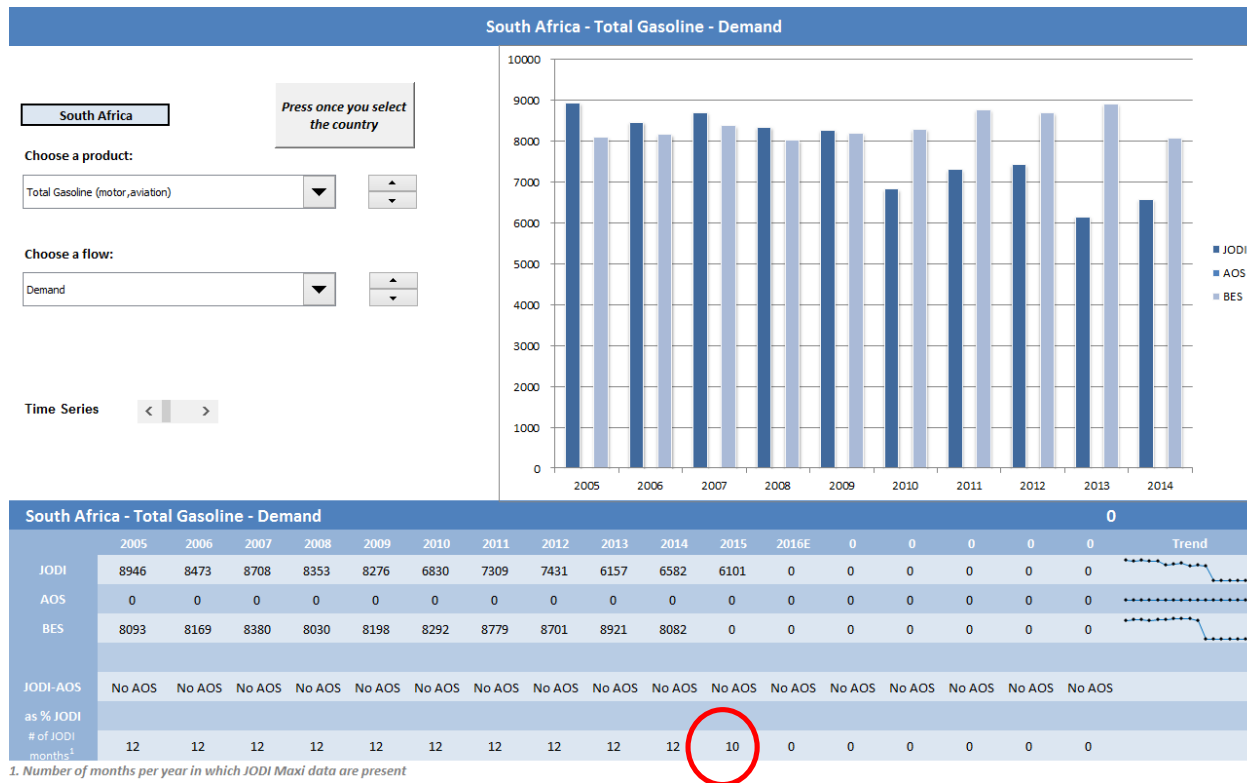 South Africa - Total Gasoline - Demand
South Africa
Press once you select
the country
Choose a product:
Total Gasoline (motor,aviation)
Choose a flow:
Demand
Time Series
10000
9000
8000
7000
6000
5000
4000
3000
2000
1000
0
2005 2006 2007 2008 2009 2010 2011 2012 2013 2014
JODI
AOS
BES
South Africa - Total Gasoline - Demand 0
2005 2006 2007 2008 2009 2010 2011 2012 2013 2014 2015 2016E 0 0 0 0 0 Trend
JODI 8946 8473 8708 8353 8276 6830 7309 7431 6157 6582 6101 0 0 0 0 0 0
AOS 0 0 0 0 0 0 0 0 0 0 0 0 0 0 0 0 0
BES 8093 8169 8380 8030 8198 8292 8779 8701 8921 8082 0 0 0 0 0 0 0
JODI-AOS No AOS No AOS No AOS No AOS No AOS No AOS No AOS No AOS No AOS No AOS No AOS No AOS No AOS No AOS No AOS No AOS No AOS
as % JODI
# of JODI
months¹ 12 12 12 12 12 12 12 12 12 12 10 0 0 0 0 0 0
1. Number of months per year in which JODI Maxi data are present